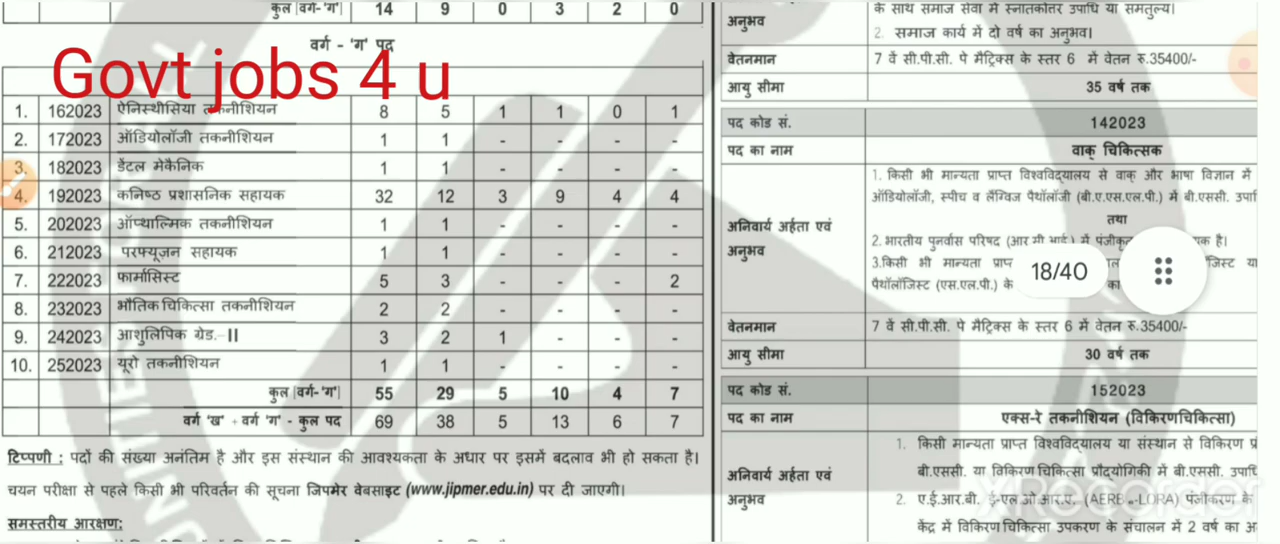 कुल |वर्ग-'ग'| 14 9 0 3 2 0
वर्ग - 'ग' पद
Govt jobs 4 u
1. 162023 ऐनिस्थीसिया तकनीशियन 8 5 1 1 0 1
2. 172023 ऑडियोलॉजी तकनीशियन 1 1 - - - -
3. 182023 डेंटल मेकैनिक 1 1 - - - -
4. 192023 कनिष्ठ प्रशासनिक सहायक 32 12 3 9 4 4
5. 202023 ऑप्थाल्मिक तकनीशियन 1 1 - - - -
6. 212023 परफ्यूज़न सहायक 1 1 - - - -
7. 222023 फार्मासिस्ट 5 3 - - - 2
8. 232023 भौतिक चिकित्सा तकनीशियन 2 2 - - - -
9. 242023 आशुलिपिक ग्रेड.-II 3 2 1 - - -
10. 252023 यूरो तकनीशियन 1 1 - - - -
कुल |वर्ग-'ग'| 55 29 5 10 4 7
वर्ग 'ख' + वर्ग 'ग' - कुल पद 69 38 5 13 6 7
टिप्पणी : पदों की संख्या अनंतिम है और इस संस्थान की आवश्यकता के अधार पर इसमें बदलाव भी हो सकता है।
चयन परीक्षा से पहले किसी भी परिवर्तन की सूचना जिपमेर वेबसाइट (www.jipmer.edu.in) पर दी जाएगी।
समस्तरीय आरक्षण:
के साथ समाज सेवा में स्नातकोतर उपाधि या समतुल्य।
अनुभव
2. समाज कार्य में दो वर्ष का अनुभव।
वेतनमान 7 वें सी.पी.सी. पे मैट्रिक्स के स्तर 6 में वेतन रु.35400/-
आयु सीमा 35 वर्ष तक
पद कोड सं. 142023
पद का नाम वाक् चिकित्सक
अनिवार्य अर्हता एवं
अनुभव
1. किसी भी मान्यता प्राप्त विश्वविद्यालय से वाक् और भाषा विज्ञान में
ऑडियोलॉजी, स्पीच व लैंग्विज पैथॉलॉजी (बी.ए.एस.एल.पी.) में बी.एससी. उपा
तथा
2. भारतीय पुनर्वास परिषद (आर सी आई) में पंजीकृत
3.किसी भी मान्यता प्राप्त
पैथॉलॉजिस्ट (एस.एल.पी.) के
18/40
वेतनमान 7 वें सी.पी.सी. पे मैट्रिक्स के स्तर 6 में वेतन रु.35400/-
आयु सीमा 30 वर्ष तक
पद कोड सं. 152023
पद का नाम एक्स-रे तकनीशियन (विकिरणचिकित्सा)
अनिवार्य अर्हता एवं
अनुभव
1. किसी मान्यता प्राप्त विश्वविद्यालय या संस्थान से विकिरण
बी.एससी. या विकिरण चिकित्सा प्रौद्योगिकी में बी.एससी. उपाधि
2. ए.ई.आर.बी. ई-एल ओ आर.ए. (AERB -LORA) पंजीकरण के
केंद्र में विकिरण चिकित्सा उपकरण के संचालन में 2 वर्ष का
XRecorder